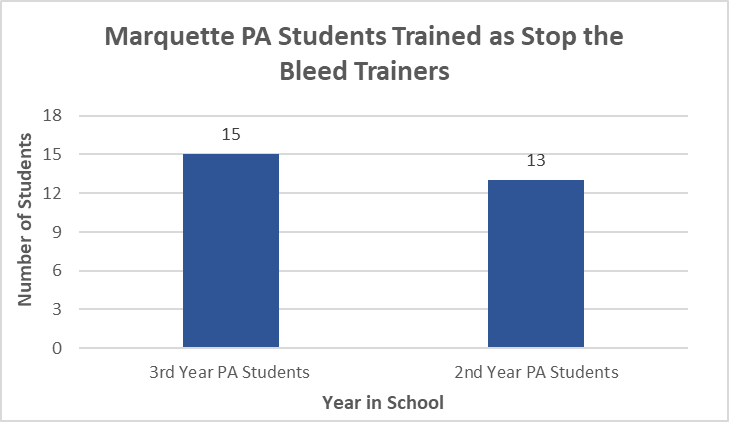 Marquette PA Students Trained as Stop the
Bleed Trainers
Number of Students
18
15
12
9
6
3
0
15
13
3rd Year PA Students
2nd Year PA Students
Year in School